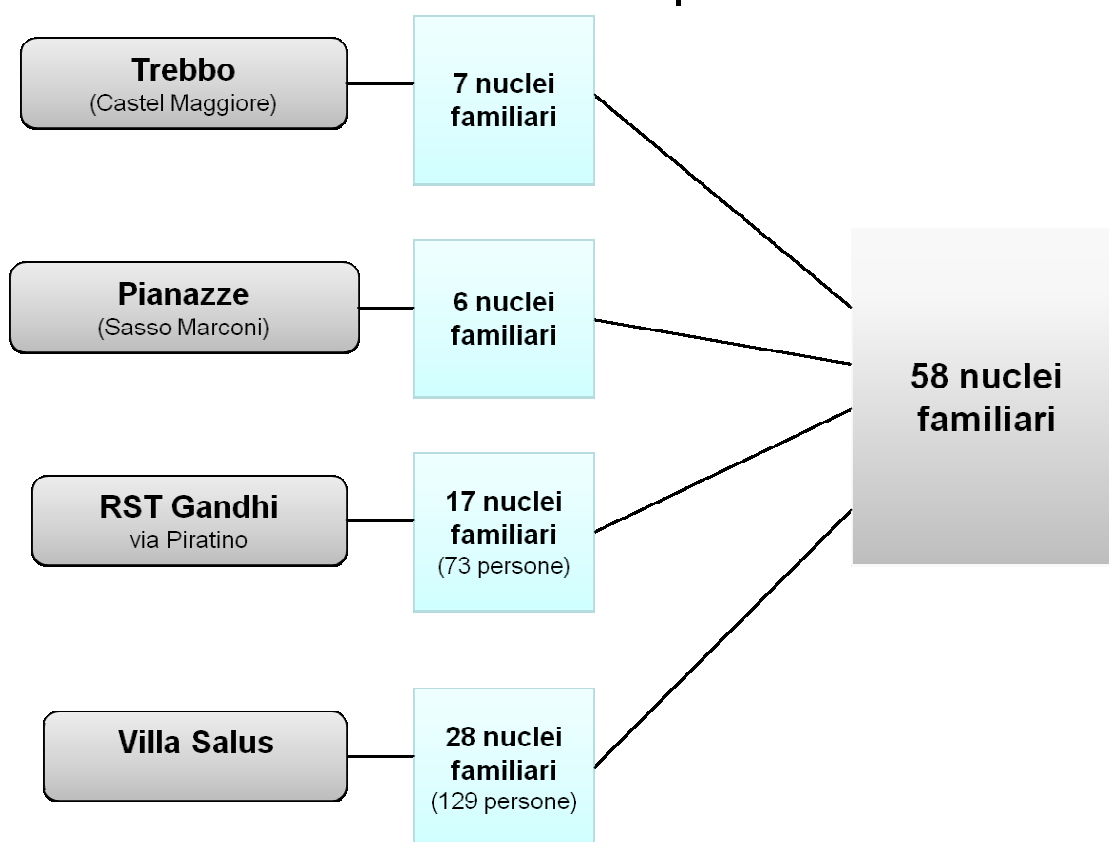 Trebbo
(Castel Maggiore)
7 nuclei
familiari
Pianazze
(Sasso Marconi)
6 nuclei
familiari
58 nuclei
familiari
RST Gandhi
via Piratino
17 nuclei
familiari
(73 persone)
Villa Salus
28 nuclei
familiari
(129 persone)